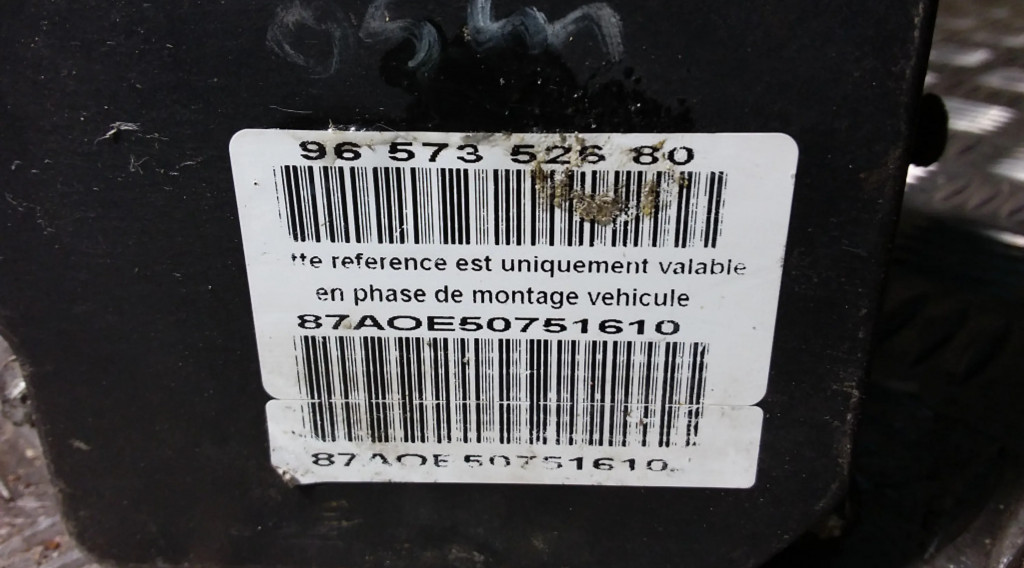 96 573 526 80
tte reference est uniquement valable
en phase de montage vehicule
87AOE50751610
87AOE50751610